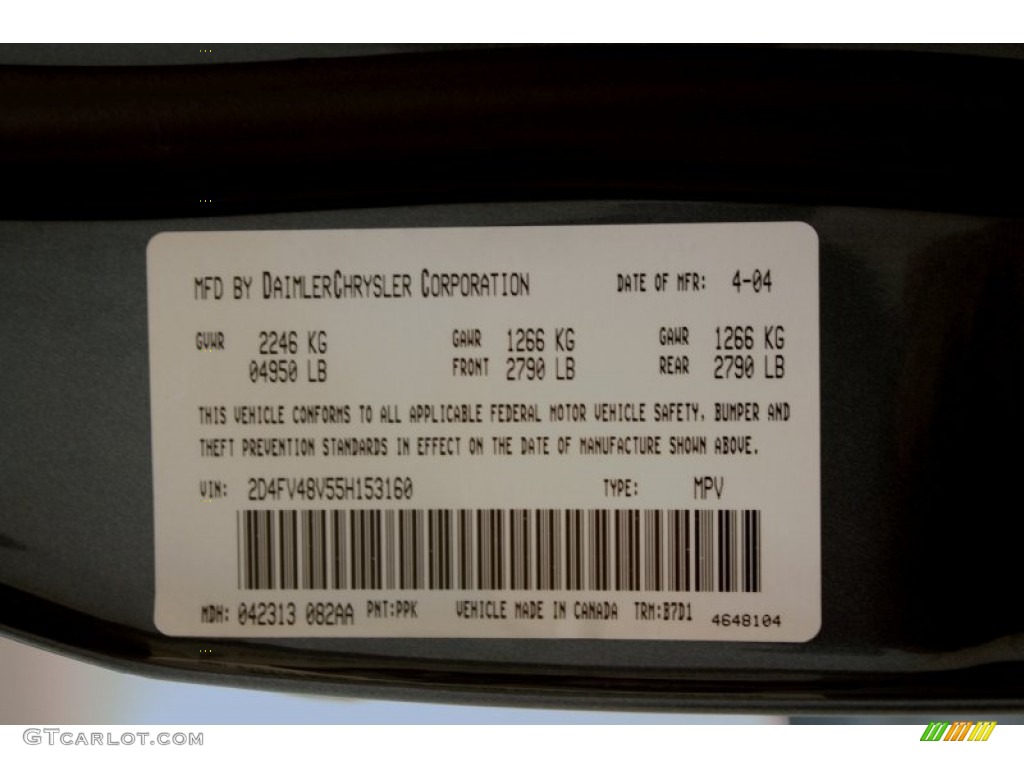 MFD BY DAIMLERCHRYSLER CORPORATION DATE OF MFR: 4-04
GVWR 2246 KG GAWR 1266 KG GAWR 1266 KG
04950 LB FRONT 2790 LB REAR 2790 LB
THIS VEHICLE CONFORMS TO ALL APPLICABLE FEDERAL MOTOR VEHICLE SAFETY, BUMPER AND
THEFT PREVENTION STANDARDS IN EFFECT ON THE DATE OF MANUFACTURE SHOWN ABOVE.
VIN: 2D4FV48V55H153160 TYPE: MPV
MDH: 042313 082AA PNT:PPK VEHICLE MADE IN CANADA TRM:B7D1 4648104
GTCARLOT.COM